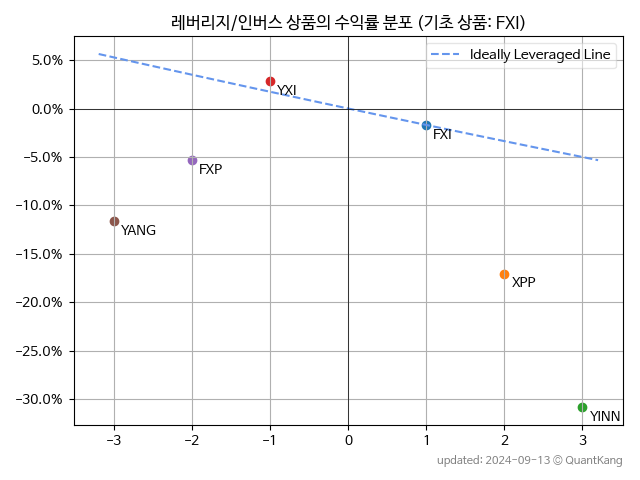 레버리지/인버스 상품의 수익률 분포 (기초 상품: FXI)
Ideally Leveraged Line
5.0%
0.0%
−5.0%
−10.0%
−15.0%
−20.0%
−25.0%
−30.0%
YXI
FXI
FXP
YANG
XPP
YINN
−3 −2 −1 0 1 2 3
updated: 2024-09-13 © QuantKang